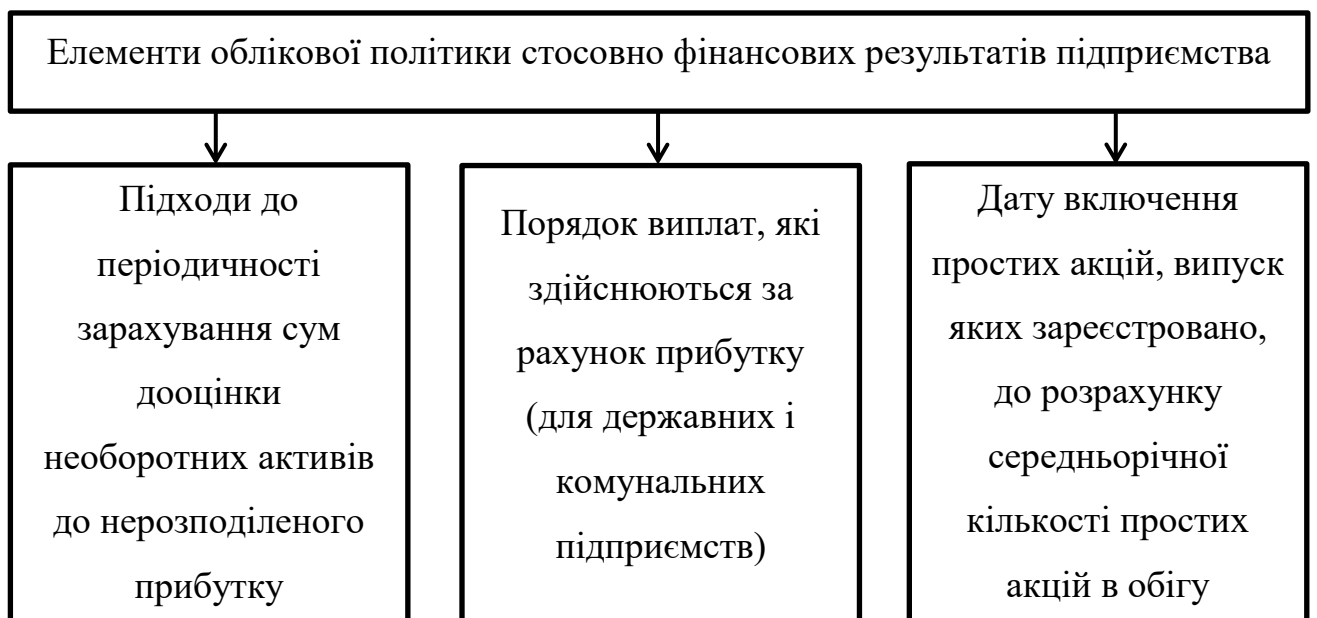 Елементи облікової політики стосовно фінансових результатів підприємства
Підходи до
періодичності
зарахування сум
дооцінки
необоротних активів
до нерозподіленого
прибутку
Порядок виплат, які
здійснюються за
рахунок прибутку
(для державних і
комунальних
підприємств)
Дату включення
простих акцій, випуск
яких зареєстровано,
до розрахунку
середньорічної
кількості простих
акцій в обігу